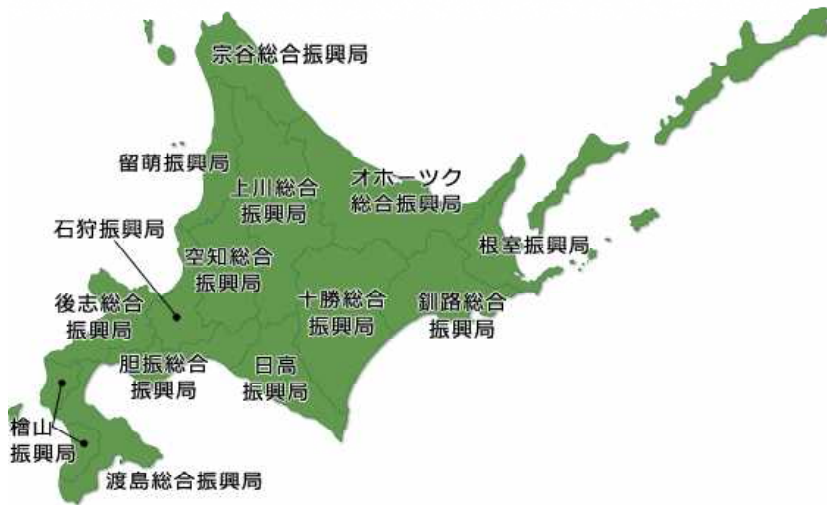 宗谷総合振興局
留萌振興局
上川総合
振興局
オホーツク
総合振興局
石狩振興局
空知総合
振興局
根室振興局
後志総合
振興局
十勝総合
振興局
釧路総合
振興局
胆振総合
振興局
日高
振興局
檜山
振興局
渡島総合振興局